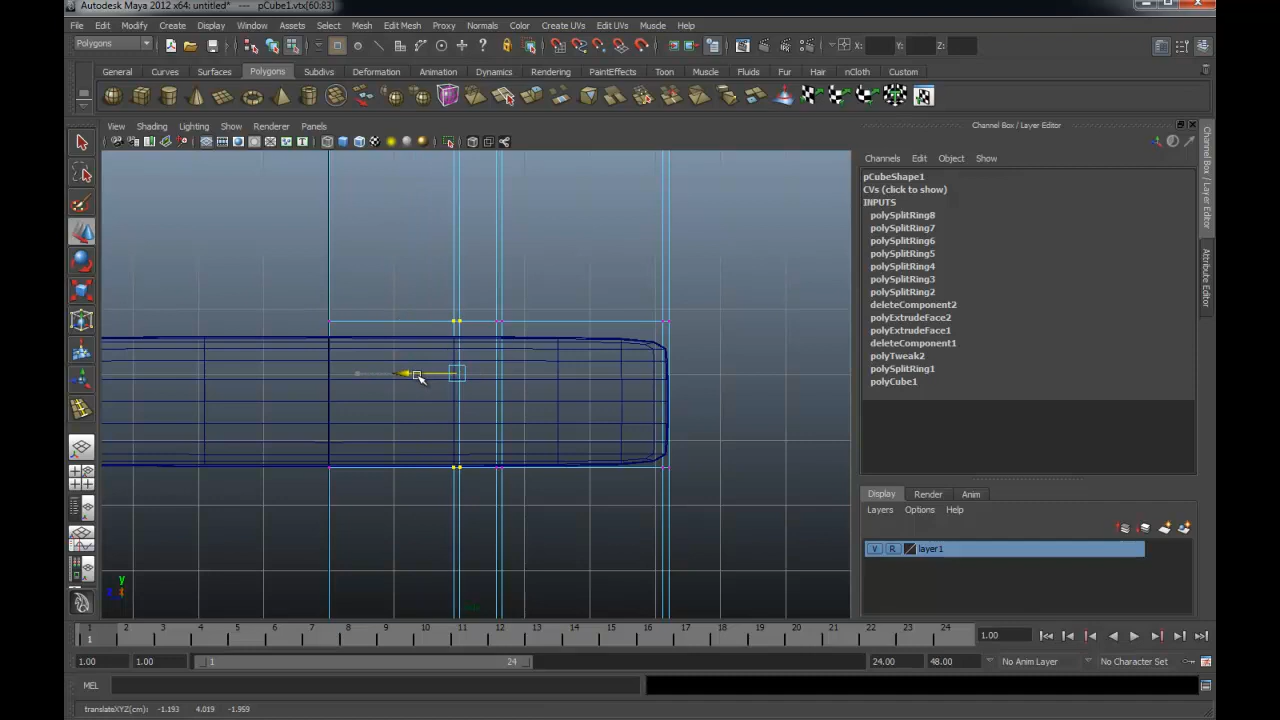 Autodesk Maya 2012 x64: untitled* --- pCube1.vtx[60:83]
File Edit Modify Create Display Window Assets Select Mesh Edit Mesh Proxy Normals Color Create UVs Edit UVs Muscle Help
Polygons X: Y: Z:
General Curves Surfaces Polygons Subdivs Deformation Animation Dynamics Rendering PaintEffects Toon Muscle Fluids Fur Hair nCloth Custom
View Shading Lighting Show Renderer Panels
Channel Box / Layer Editor
Channels Edit Object Show
pCubeShape1
CVs (click to show)
INPUTS
polySplitRing8
polySplitRing7
polySplitRing6
polySplitRing5
polySplitRing4
polySplitRing3
polySplitRing2
deleteComponent2
polyExtrudeFace2
polyExtrudeFace1
deleteComponent1
polyTweak2
polySplitRing1
polyCube1
Channel Box / Layer Editor
Attribute Editor
Display Render Anim
Layers Options Help
V R layer1
y
1 2 3 4 5 6 7 8 9 10 11 12 13 14 15 16 17 18 19 20 21 22 23 24
1 1.00
1.00 1.00 1 24 24.00 48.00 No Anim Layer No Character Set
MEL
translateXYZ(cm): -1.193 4.019 -1.959